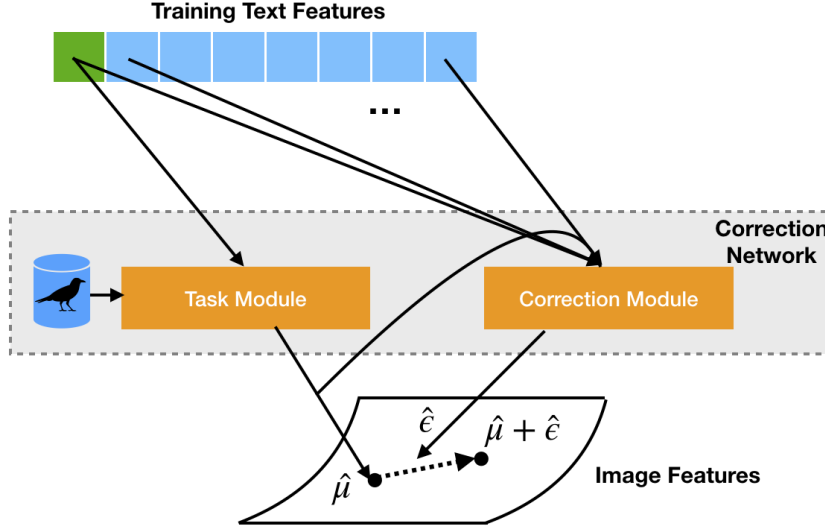 Training Text Features
...
Correction
Network
Task Module
Correction Module
ϵ̂
μ̂ + ϵ̂
μ̂
Image Features